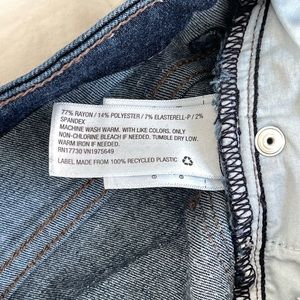 77% RAYON / 14% POLYESTER / 7% ELASTERELL-P / 2%
SPANDEX
MACHINE WASH WARM. WITH LIKE COLORS. ONLY
NON-CHLORINE BLEACH IF NEEDED. TUMBLE DRY LOW.
WARM IRON IF NEEDED.
RN17730 VN1975649
LABEL MADE FROM 100% RECYCLED PLASTIC